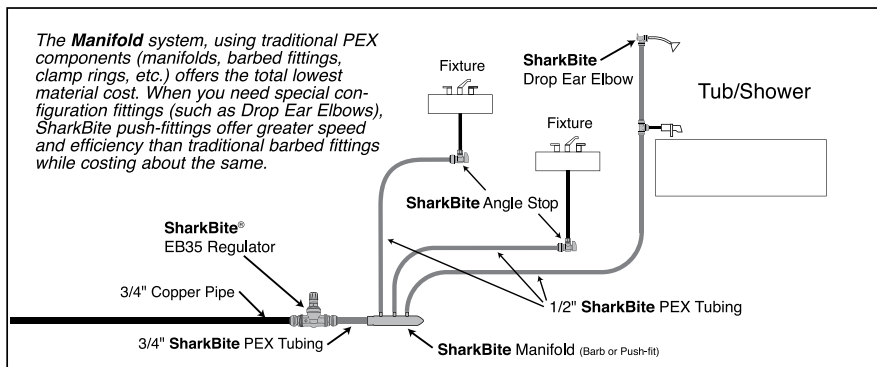 The Manifold system, using traditional PEX
components (manifolds, barbed fittings,
clamp rings, etc.) offers the total lowest
material cost. When you need special con-
figuration fittings (such as Drop Ear Elbows),
SharkBite push-fittings offer greater speed
and efficiency than traditional barbed fittings
while costing about the same.
Fixture
SharkBite
Drop Ear Elbow
Tub/Shower
Fixture
SharkBite Angle Stop
SharkBite®
EB35 Regulator
3/4" Copper Pipe
1/2" SharkBite PEX Tubing
3/4" SharkBite PEX Tubing
SharkBite Manifold (Barb or Push-fit)